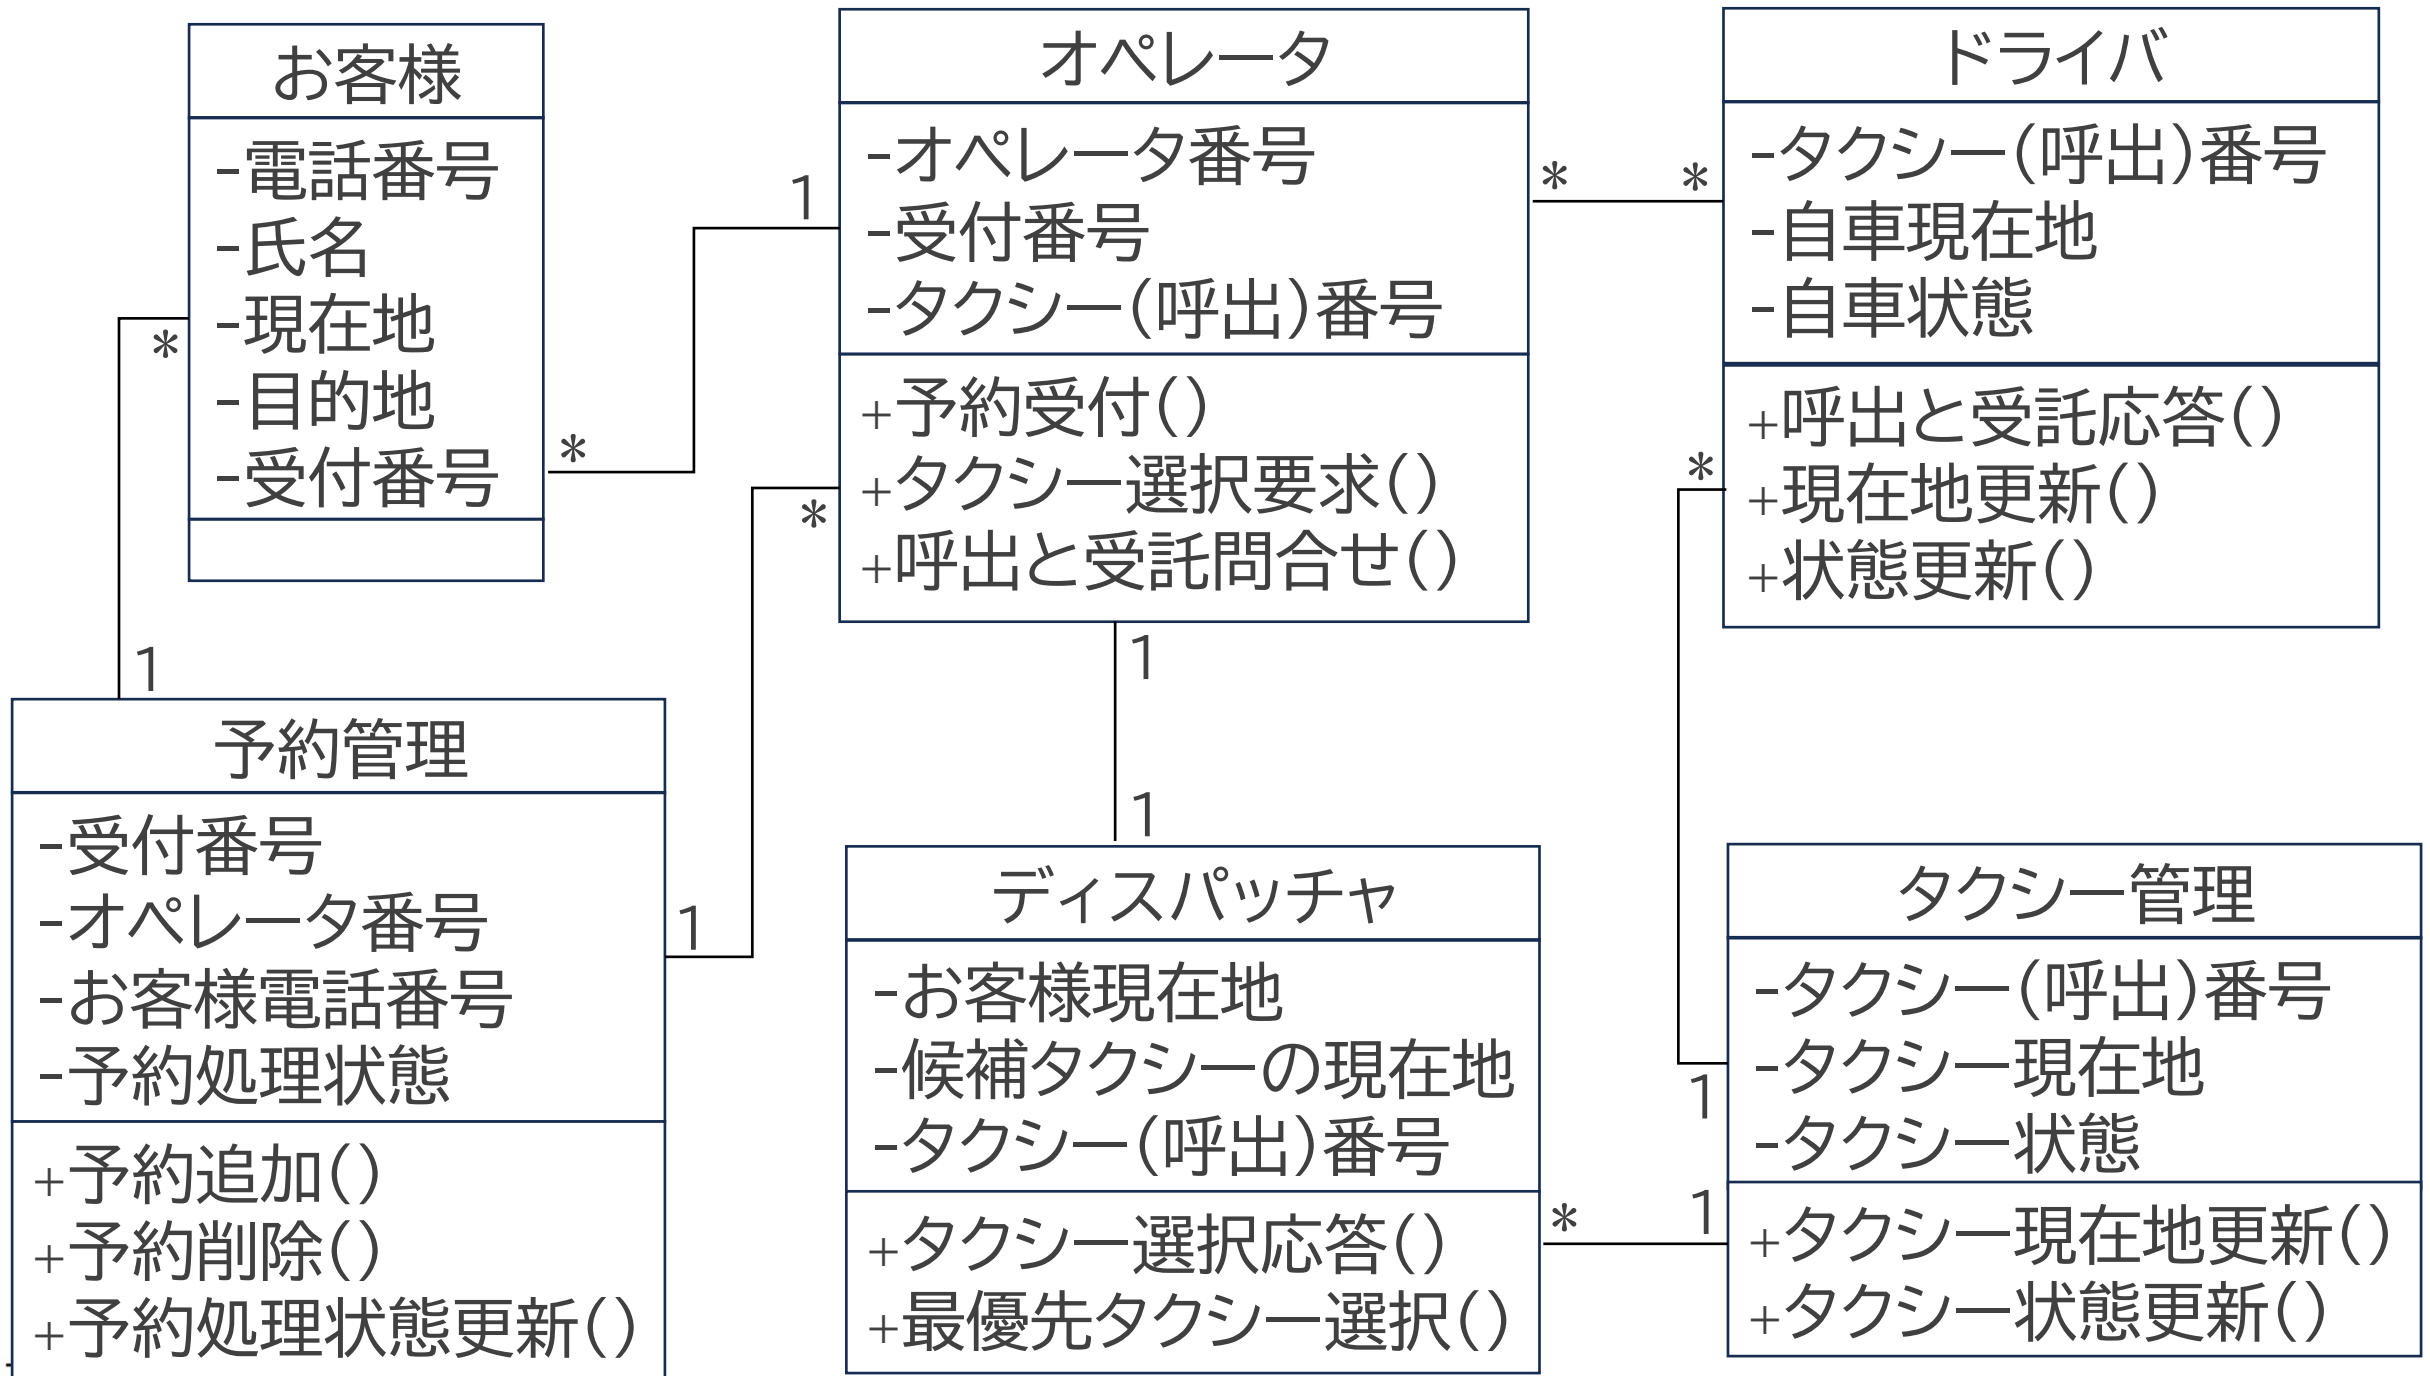 お客様
-電話番号
-氏名
-現在地
-目的地
-受付番号
オペレータ
-オペレータ番号
-受付番号
-タクシー(呼出)番号
+予約受付()
+タクシー選択要求()
+呼出と受託問合せ()
ドライバ
-タクシー(呼出)番号
-自車現在地
-自車状態
+呼出と受託応答()
+現在地更新()
+状態更新()
1
*
*
*
*
*
*
1
1
1
1
1
*
1
予約管理
-受付番号
-オペレータ番号
-お客様電話番号
-予約処理状態
+予約追加()
+予約削除()
+予約処理状態更新()
ディスパッチャ
-お客様現在地
-候補タクシーの現在地
-タクシー(呼出)番号
+タクシー選択応答()
+最優先タクシー選択()
タクシー管理
-タクシー(呼出)番号
-タクシー現在地
-タクシー状態
+タクシー現在地更新()
+タクシー状態更新()